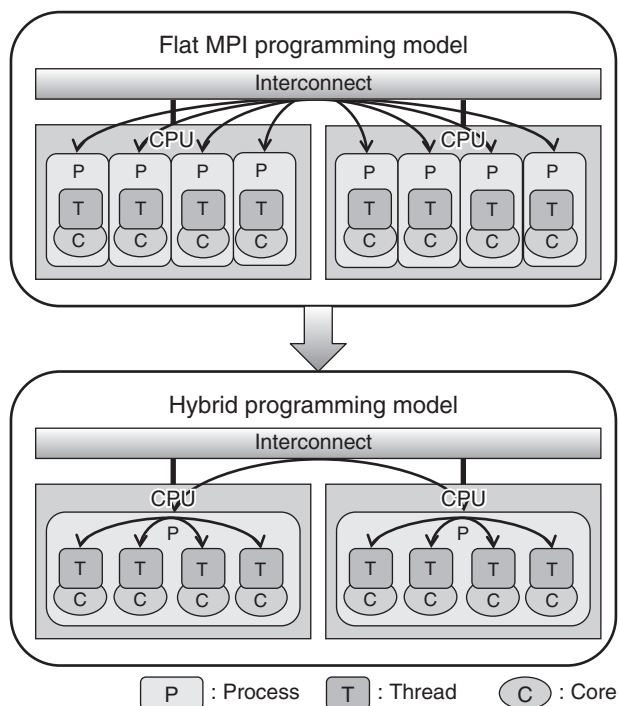 Flat MPI programming model
Interconnect
CPU CPU
P P P P P P P P
T T T T T T T T
C C C C C C C C
Hybrid programming model
Interconnect
CPU CPU
P P
T T T T T T T T
C C C C C C C C
P : Process T : Thread C : Core